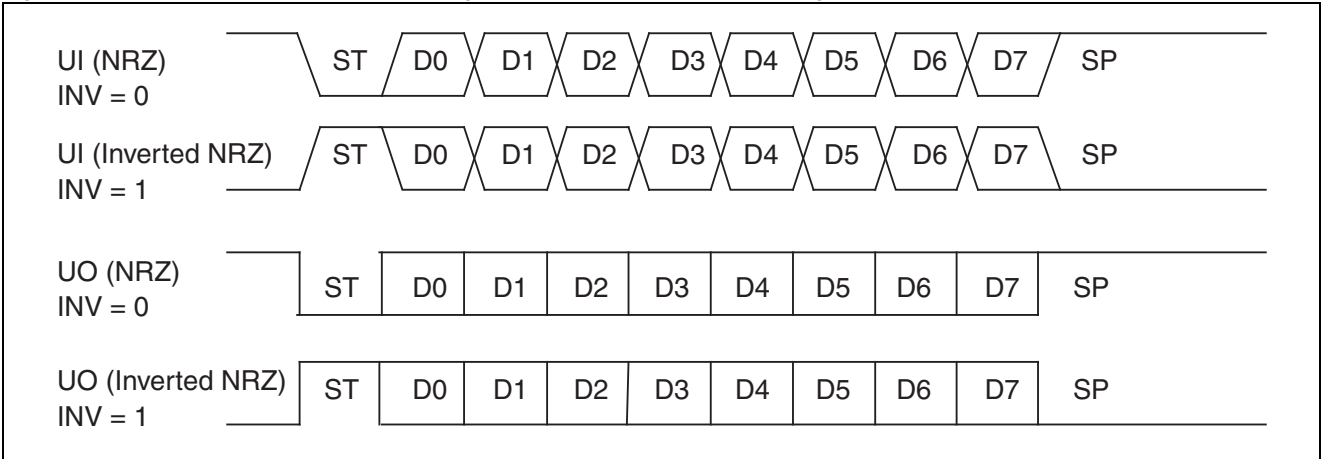 UI (NRZ)
INV = 0
ST D0 D1 D2 D3 D4 D5 D6 D7 SP
UI (Inverted NRZ)
INV = 1
ST D0 D1 D2 D3 D4 D5 D6 D7 SP
UO (NRZ)
INV = 0
ST D0 D1 D2 D3 D4 D5 D6 D7 SP
UO (Inverted NRZ)
INV = 1
ST D0 D1 D2 D3 D4 D5 D6 D7 SP